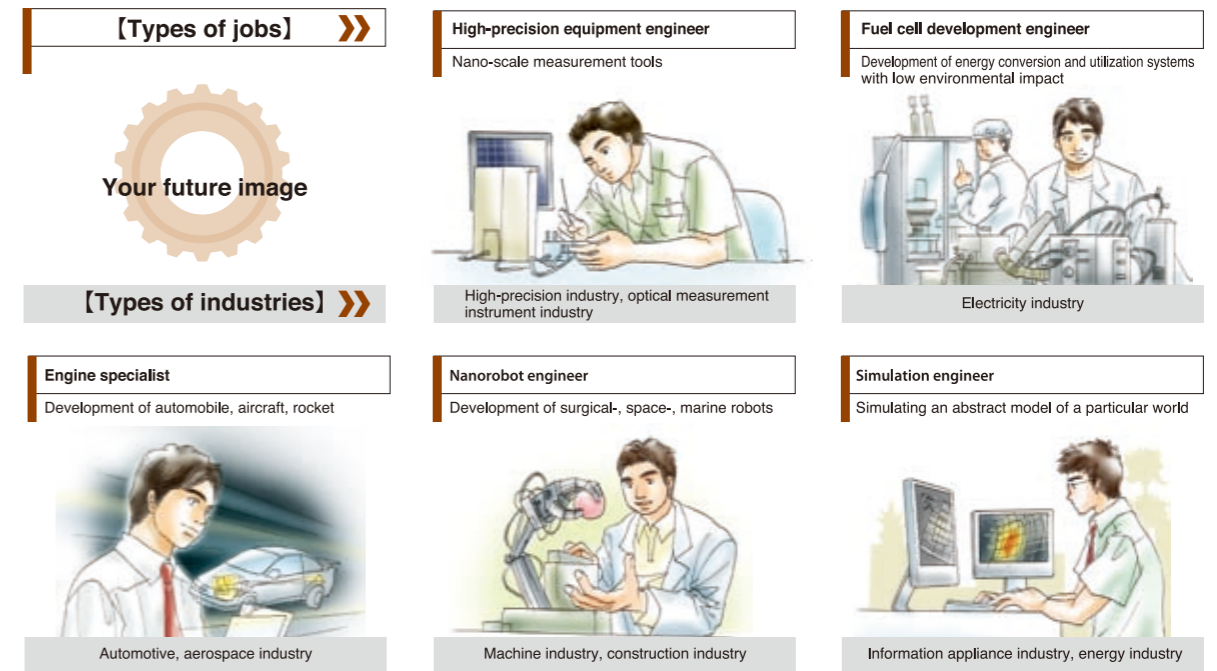 【Types of jobs】
Your future image
【Types of industries】
High-precision equipment engineer
Nano-scale measurement tools
High-precision industry, optical measurement
instrument industry
Fuel cell development engineer
Development of energy conversion and utilization systems
with low environmental impact
Electricity industry
Engine specialist
Development of automobile, aircraft, rocket
Automotive, aerospace industry
Nanorobot engineer
Development of surgical-, space-, marine robots
Machine industry, construction industry
Simulation engineer
Simulating an abstract model of a particular world
Information appliance industry, energy industry